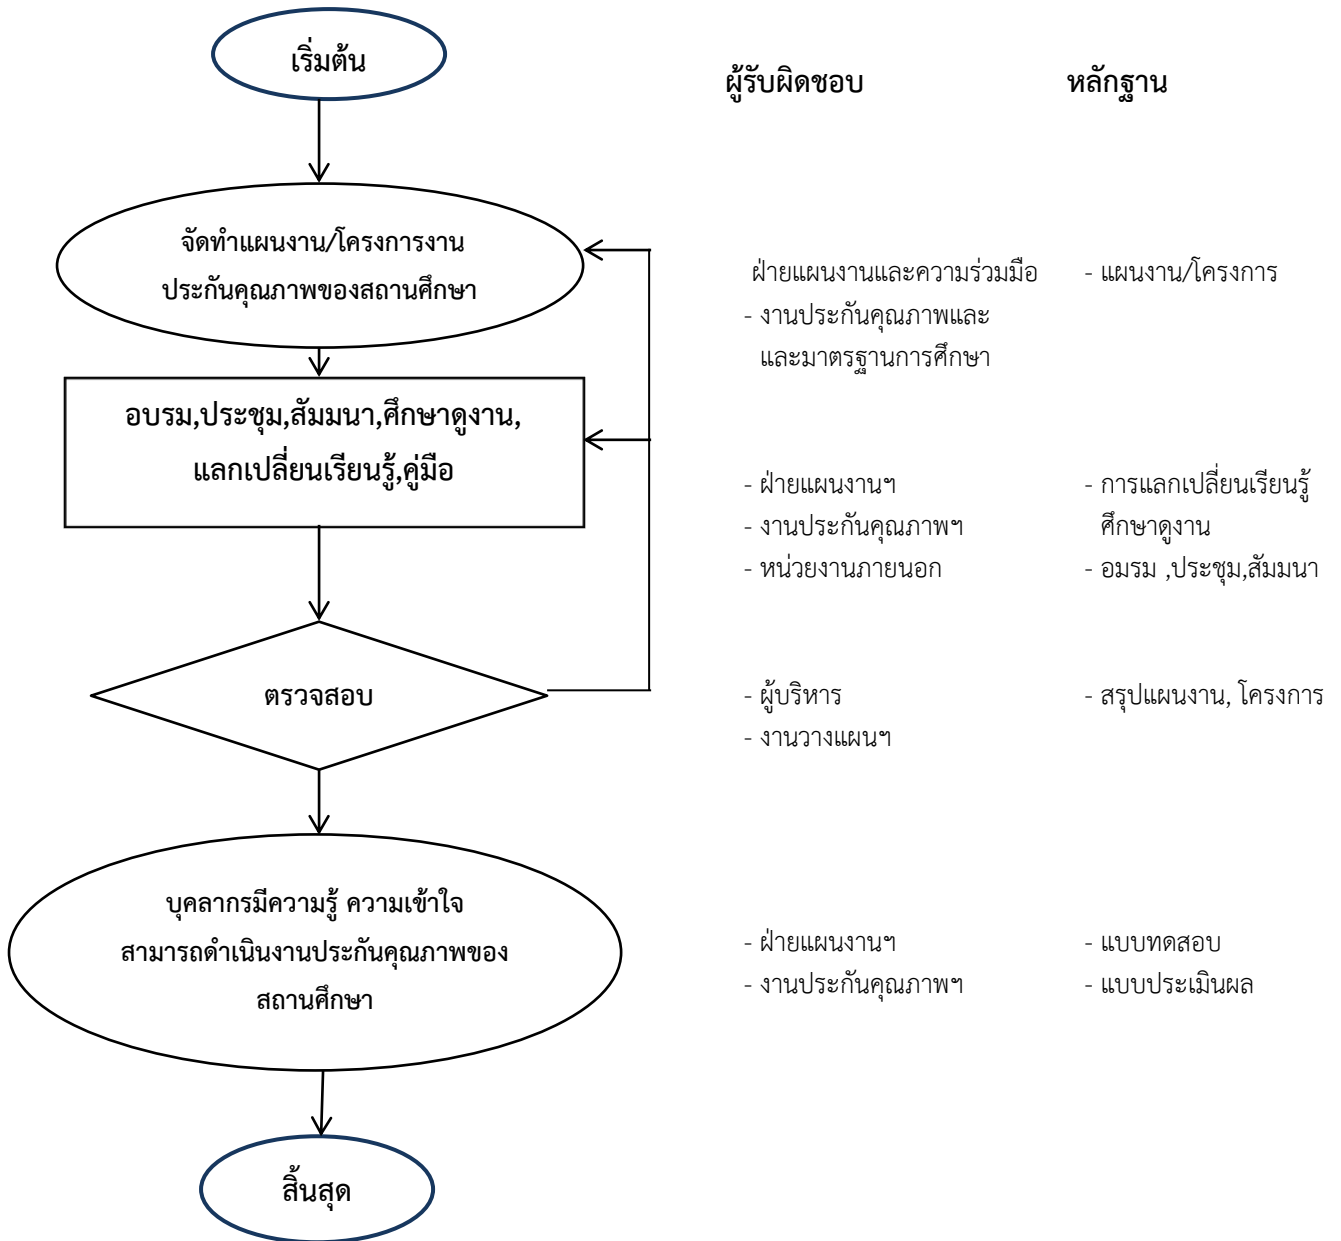 เริ่มต้น
ผู้รับผิดชอบ
หลักฐาน
จัดทำแผนงาน/โครงการงาน
ประกันคุณภาพของสถานศึกษา
ฝ่ายแผนงานและความร่วมมือ
- งานประกันคุณภาพและ
และมาตรฐานการศึกษา
- แผนงาน/โครงการ
อบรม,ประชุม,สัมมนา,ศึกษาดูงาน,
แลกเปลี่ยนเรียนรู้,คู่มือ
- ฝ่ายแผนงานฯ
- งานประกันคุณภาพฯ
- หน่วยงานภายนอก
- การแลกเปลี่ยนเรียนรู้
ศึกษาดูงาน
- อมรม ,ประชุม,สัมมนา
ตรวจสอบ
- ผู้บริหาร
- งานวางแผนฯ
- สรุปแผนงาน, โครงการ
บุคลากรมีความรู้ ความเข้าใจ
สามารถดำเนินงานประกันคุณภาพของ
สถานศึกษา
- ฝ่ายแผนงานฯ
- งานประกันคุณภาพฯ
- แบบทดสอบ
- แบบประเมินผล
สิ้นสุด